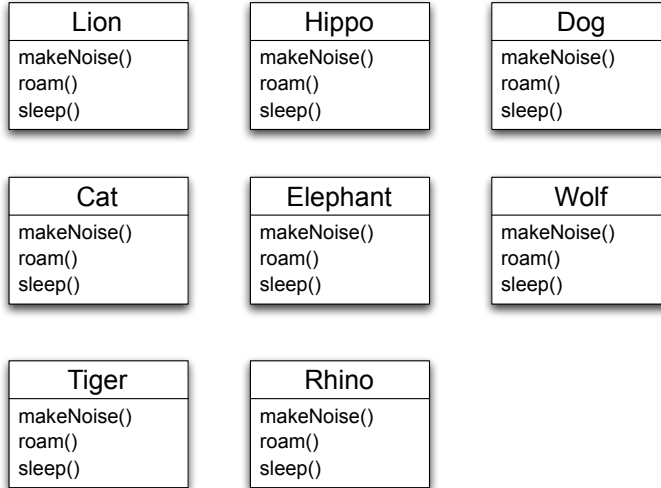 Lion
makeNoise()
roam()
sleep()
Hippo
makeNoise()
roam()
sleep()
Dog
makeNoise()
roam()
sleep()
Cat
makeNoise()
roam()
sleep()
Elephant
makeNoise()
roam()
sleep()
Wolf
makeNoise()
roam()
sleep()
Tiger
makeNoise()
roam()
sleep()
Rhino
makeNoise()
roam()
sleep()